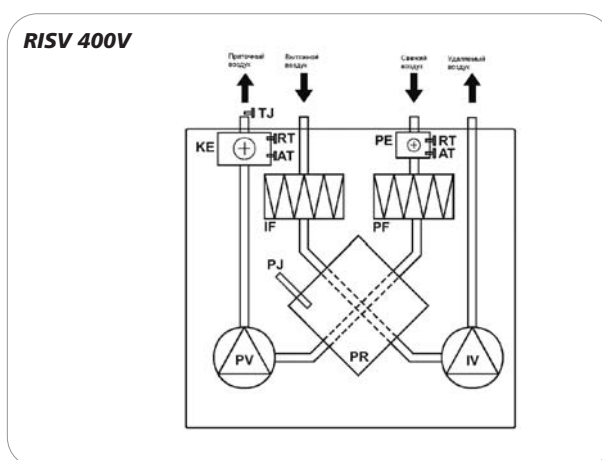 RISV 400V
Приточный воздух
Вытяжной воздух
Свежий воздух
Удаляемый воздух
TJ
KE
RT
AT
PE
RT
AT
IF
PF
PJ
PR
PV
IV